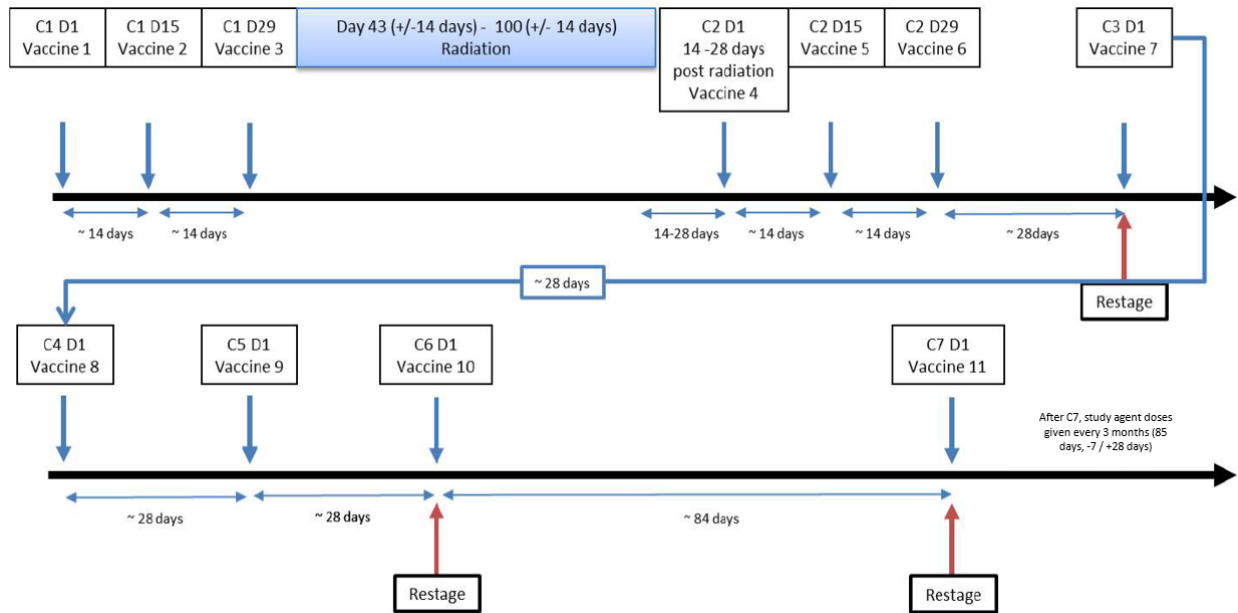 C1 D1
Vaccine 1
C1 D15
Vaccine 2
C1 D29
Vaccine 3
Day 43 (+/-14 days) - 100 (+/- 14 days)
Radiation
C2 D1
14 -28 days
post radiation
Vaccine 4
C2 D15
Vaccine 5
C2 D29
Vaccine 6
C3 D1
Vaccine 7
~ 14 days
~ 14 days
14-28 days
~ 14 days
~ 14 days
~ 28days
~ 28 days
Restage
C4 D1
Vaccine 8
C5 D1
Vaccine 9
C6 D1
Vaccine 10
C7 D1
Vaccine 11
After C7, study agent doses
given every 3 months (85
days, -7 / +28 days)
~ 28 days
~ 28 days
~ 84 days
Restage
Restage